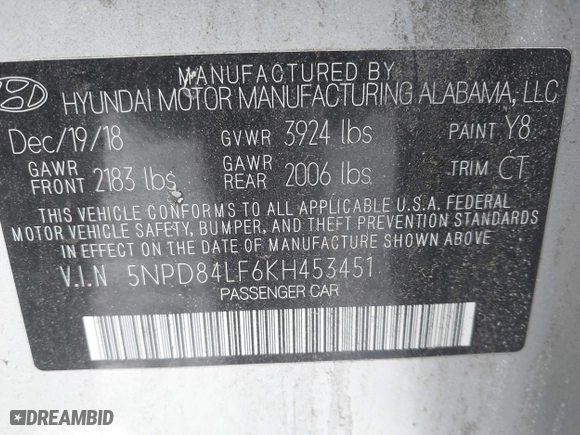 MANUFACTURED BY
HYUNDAI MOTOR MANUFACTURING ALABAMA, LLC
Dec/19/18 GVWR 3924 lbs PAINT Y8
GAWR FRONT 2183 lbs GAWR REAR 2006 lbs TRIM CT
THIS VEHICLE CONFORMS TO ALL APPLICABLE U.S.A. FEDERAL
MOTOR VEHICLE SAFETY, BUMPER, AND THEFT PREVENTION STANDARDS
IN EFFECT ON THE DATE OF MANUFACTURE SHOWN ABOVE.
V.I.N 5NPD84LF6KH453451
PASSENGER CAR
DREAMBID